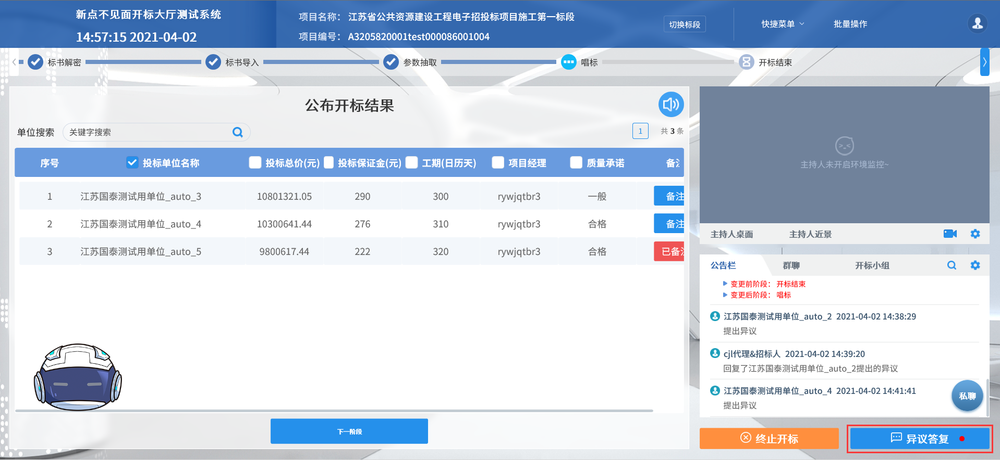 新点不见面开标大厅测试系统
14:57:15 2021-04-02
项目名称： 江苏省公共资源建设工程电子招投标项目施工第一标段
项目编号： A3205820001test000086001004
切换标段
快捷菜单
批量操作
标书解密
标书导入
参数抽取
唱标
开标结束
公布开标结果
单位搜索 关键字搜索
1 共 3 条
序号 投标单位名称 投标总价(元) 投标保证金(元) 工期(日历天) 项目经理 质量承诺 备注
1 江苏国泰测试用单位_auto_3 10801321.05 290 300 rywjqtbr3 一般 备注
2 江苏国泰测试用单位_auto_4 10300641.44 276 310 rywjqtbr3 合格 备注
3 江苏国泰测试用单位_auto_5 9800617.44 222 320 rywjqtbr3 合格 已备注
下一阶段
主持人未开启环境监控~
主持人桌面 主持人近景
公告栏 群聊 开标小组
变更前阶段： 开标结束
变更后阶段： 唱标
江苏国泰测试用单位_auto_2 2021-04-02 14:38:29
提出异议
cjl代理&招标人 2021-04-02 14:39:20
回复了江苏国泰测试用单位_auto_2提出的异议
江苏国泰测试用单位_auto_4 2021-04-02 14:41:41
提出异议
私聊
终止开标
异议答复